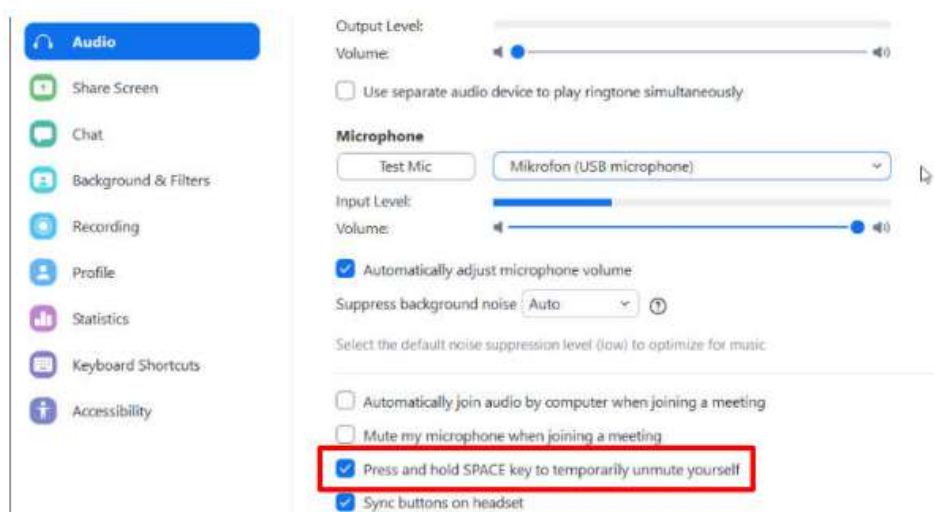 Audio
Share Screen
Chat
Background & Filters
Recording
Profile
Statistics
Keyboard Shortcuts
Accessibility
Output Level:
Volume:
Use separate audio device to play ringtone simultaneously
Microphone
Test Mic
Mikrofon (USB microphone)
Input Level:
Volume:
Automatically adjust microphone volume
Suppress background noise Auto
Select the default noise suppression level (low) to optimize for music
Automatically join audio by computer when joining a meeting
Mute my microphone when joining a meeting
Press and hold SPACE key to temporarily unmute yourself
Sync buttons on headset